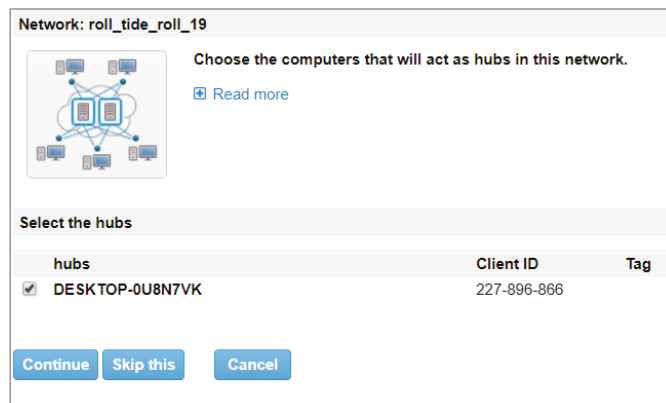 Network: roll_tide_roll_19
Choose the computers that will act as hubs in this network.
Read more
Select the hubs
hubs Client ID Tag
DESKTOP-0U8N7VK 227-896-866
Continue Skip this Cancel